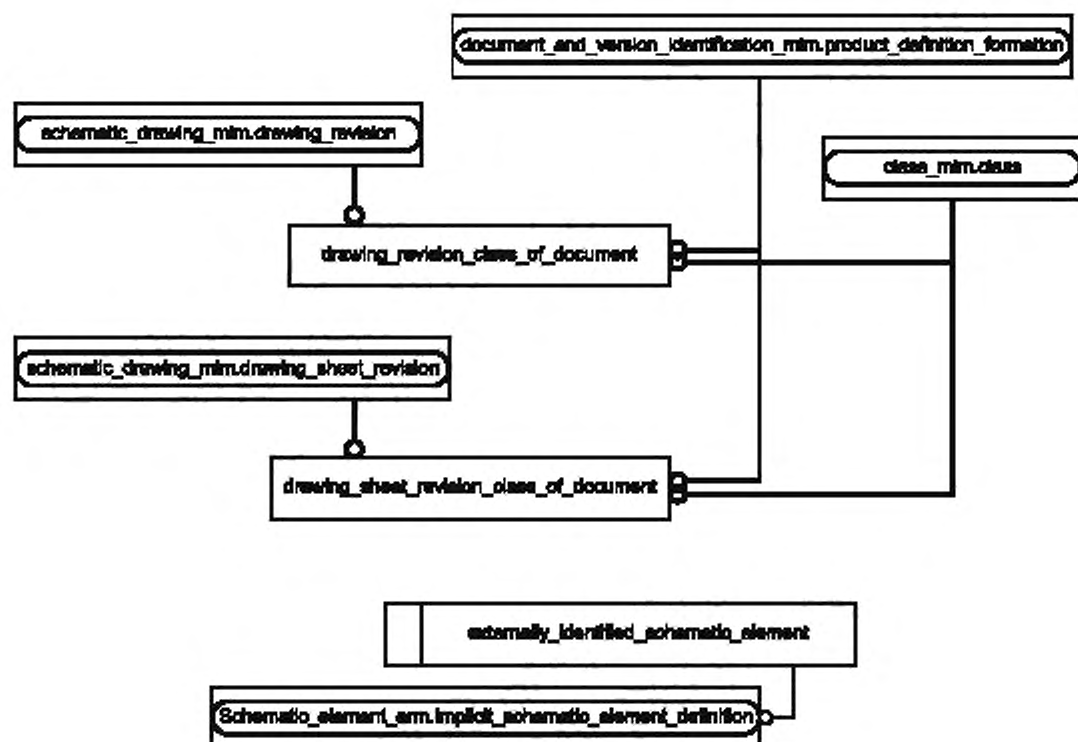 document_and_version_identification_mim.product_definition_formation
schematic_drawing_mim.drawing_revision
class_mim.class
drawing_revision_class_of_document
schematic_drawing_mim.drawing_sheet_revision
drawing_sheet_revision_class_of_document
externally_identified_schematic_element
Schematic_element_arm.implicit_schematic_element_definition